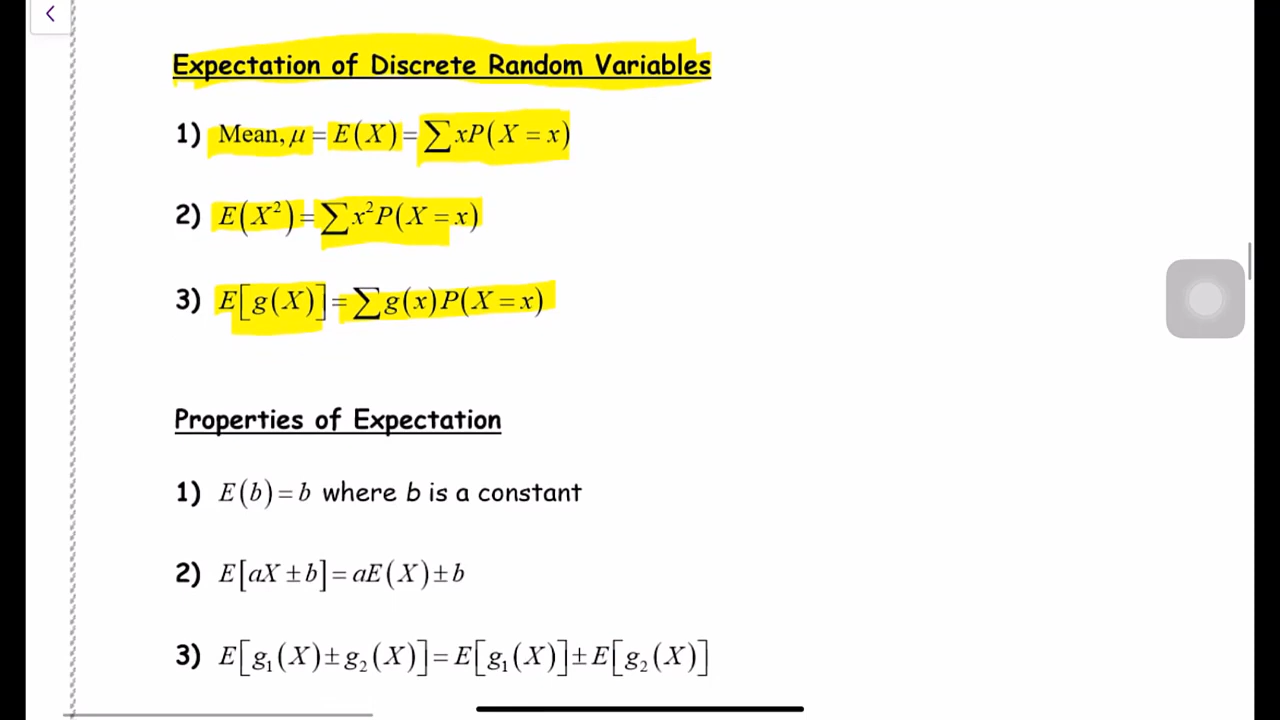 Expectation of Discrete Random Variables
1) Mean, μ = E(X) = ∑xP(X = x)
2) E(X²) = ∑x²P(X = x)
3) E[g(X)] = ∑g(x)P(X = x)
Properties of Expectation
1) E(b) = b where b is a constant
2) E[aX ± b] = aE(X) ± b
3) E[g₁(X) ± g₂(X)] = E[g₁(X)] ± E[g₂(X)]